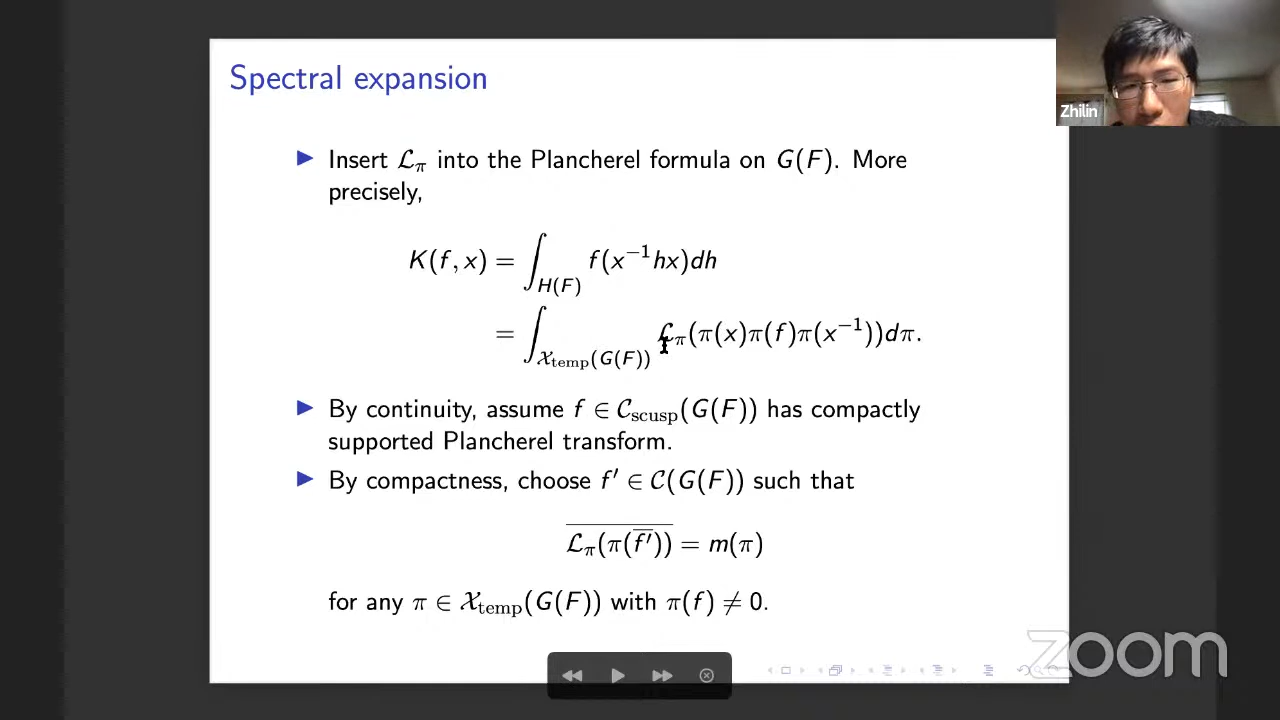 Spectral expansion
▶ Insert ℒ_π into the Plancherel formula on G(F). More
precisely,
K(f, x) = ∫_{H(F)} f(x⁻¹hx)dh
= ∫_{𝒳_temp(G(F))} ℒ_π(π(x)π(f)π(x⁻¹))dπ.
▶ By continuity, assume f ∈ 𝒞_scusp(G(F)) has compactly
supported Plancherel transform.
▶ By compactness, choose f′ ∈ 𝒞(G(F)) such that
\overline{ℒ_π(π(\overline{f′}))} = m(π)
for any π ∈ 𝒳_temp(G(F)) with π(f) ≠ 0.
Zhilin
zoom